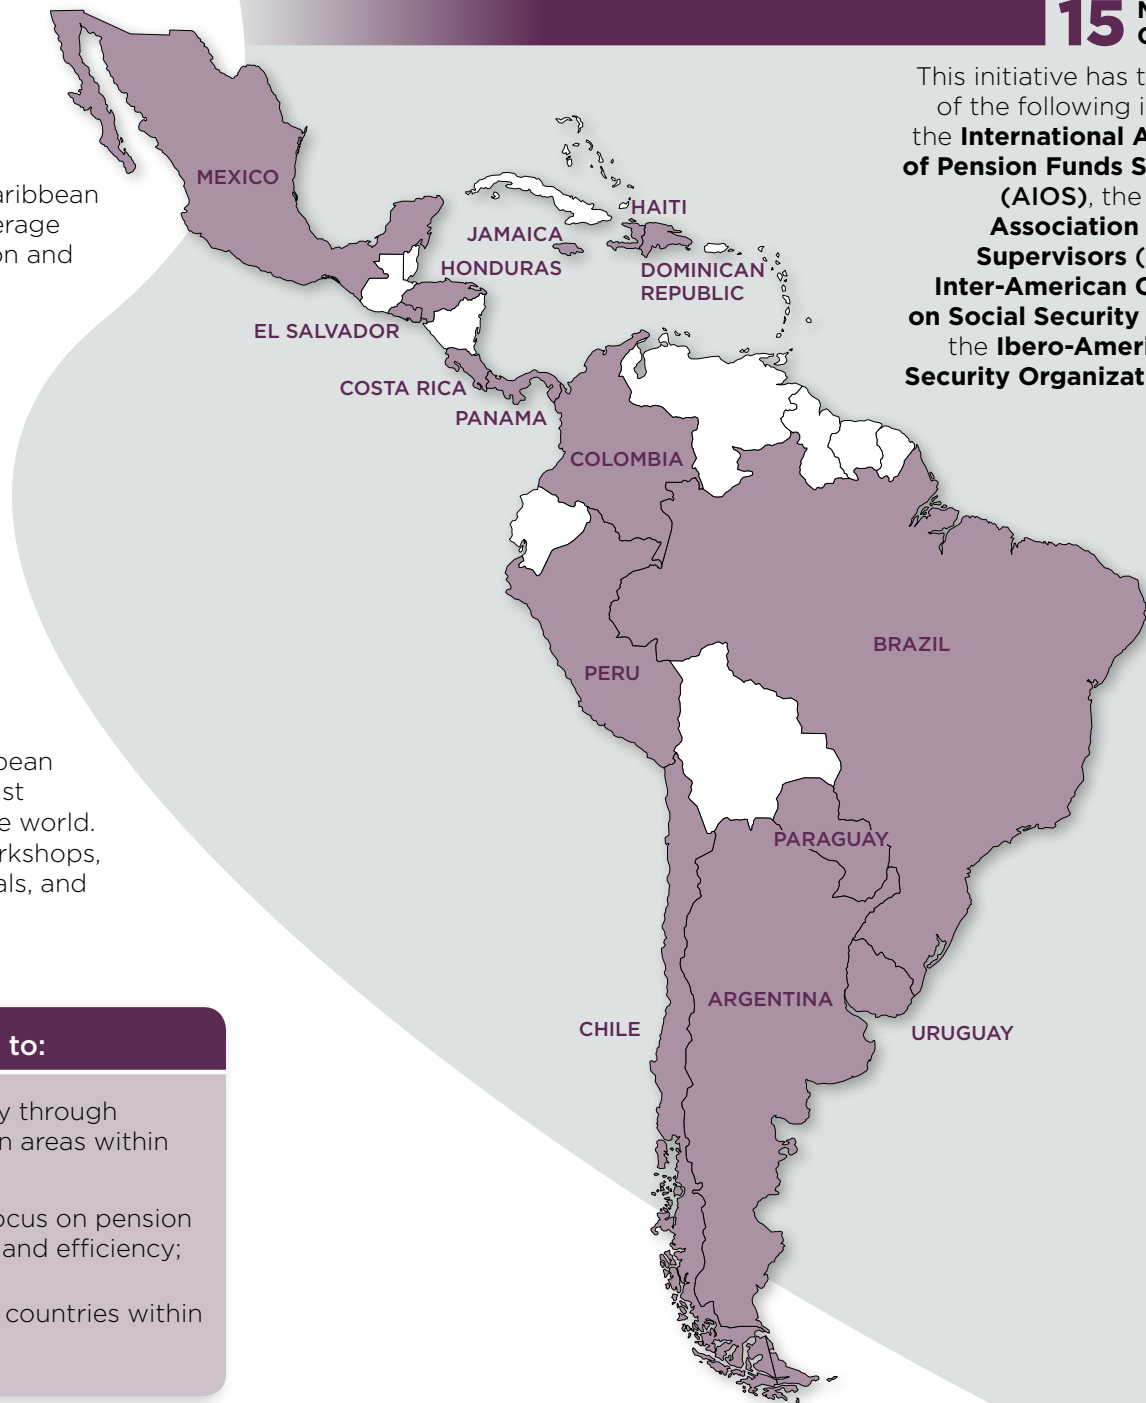 15
This initiative has t
of the following i
the International A
of Pension Funds S
(AIOS), the
Association
Supervisors (
Inter-American C
on Social Security
the Ibero-Ameri
Security Organizat
aribbean
erage
on and
MEXICO
HAITI
JAMAICA
HONDURAS
DOMINICAN
REPUBLIC
EL SALVADOR
COSTA RICA
PANAMA
COLOMBIA
BRAZIL
PERU
bean
st
e world.
rkshops,
als, and
PARAGUAY
ARGENTINA
CHILE
URUGUAY
to:
y through
n areas within
ocus on pension
and efficiency;
countries within